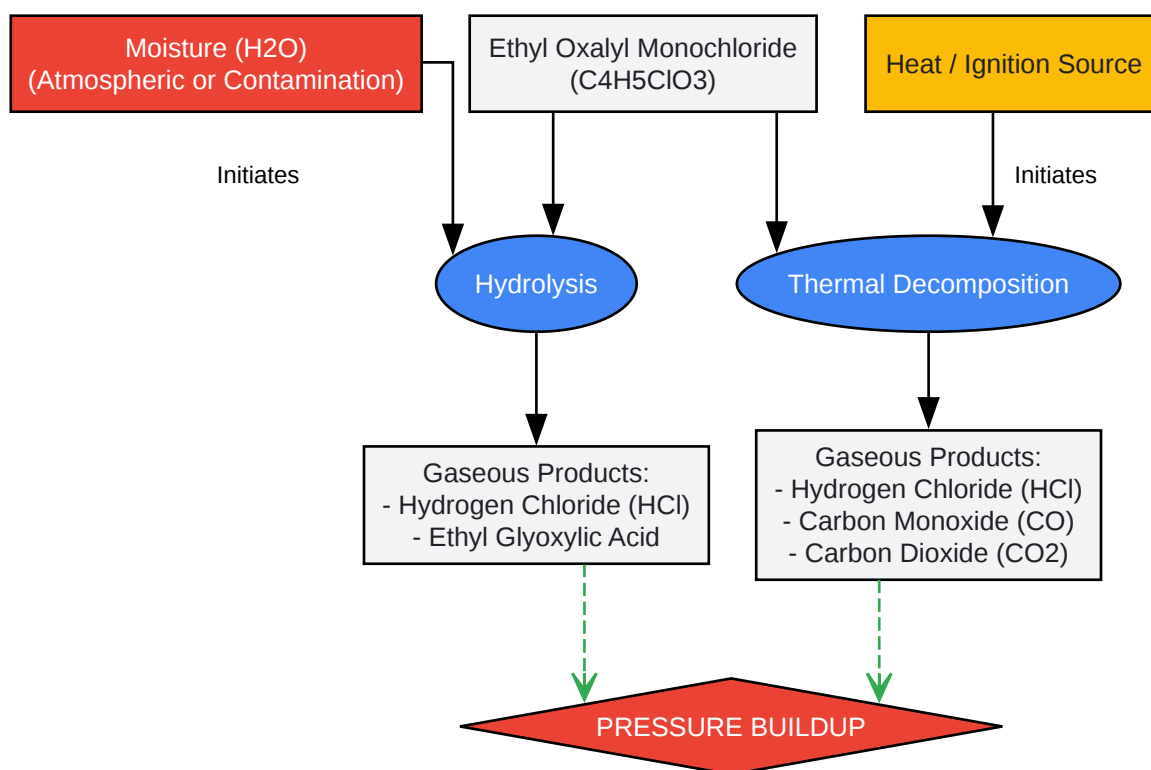 Moisture (H2O)
(Atmospheric or Contamination)
Ethyl Oxalyl Monochloride
(C4H5ClO3)
Heat / Ignition Source
Initiates
Initiates
Hydrolysis
Thermal Decomposition
Gaseous Products:
- Hydrogen Chloride (HCl)
- Ethyl Glyoxylic Acid
Gaseous Products:
- Hydrogen Chloride (HCl)
- Carbon Monoxide (CO)
- Carbon Dioxide (CO2)
PRESSURE BUILDUP